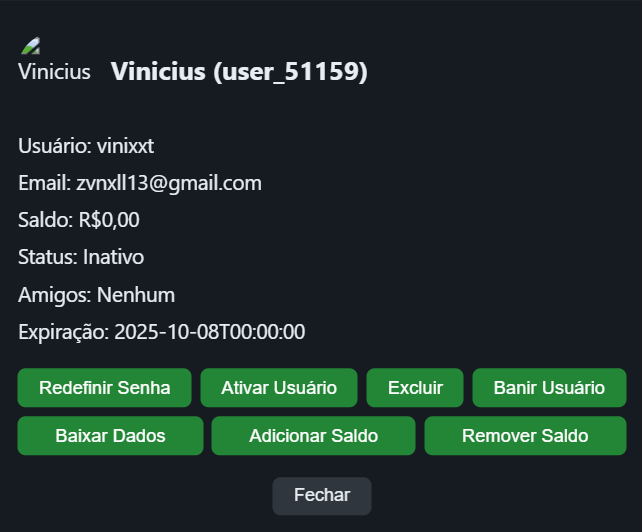 Vinicius Vinicius (user_51159)
Usuário: vinixxt
Email: zvnxll13@gmail.com
Saldo: R$0,00
Status: Inativo
Amigos: Nenhum
Expiração: 2025-10-08T00:00:00
Redefinir Senha Ativar Usuário Excluir Banir Usuário
Baixar Dados Adicionar Saldo Remover Saldo
Fechar